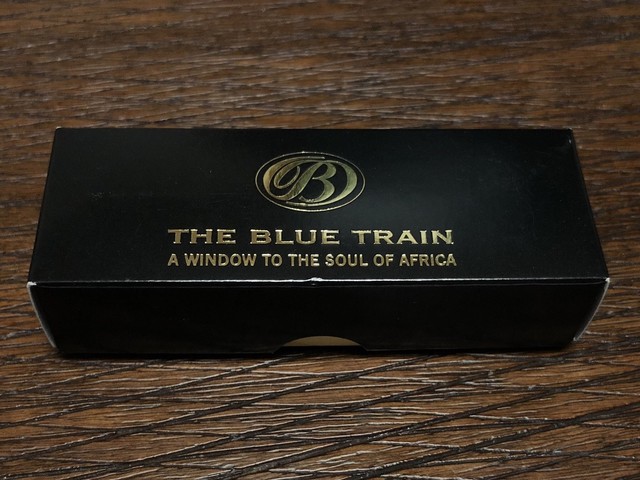 B
THE BLUE TRAIN
A WINDOW TO THE SOUL OF AFRICA